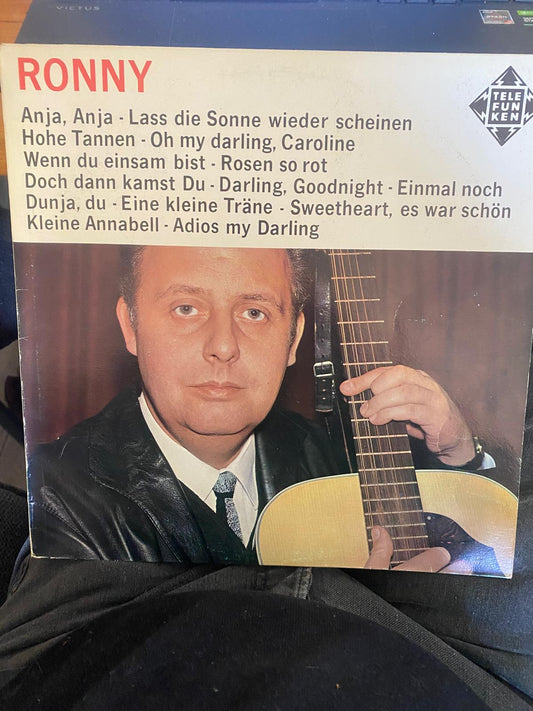 VICTUS
RONNY
TELE
FUN
KEN
Anja, Anja - Lass die Sonne wieder scheinen
Hohe Tannen - Oh my darling, Caroline
Wenn du einsam bist - Rosen so rot
Doch dann kamst Du - Darling, Goodnight - Einmal noch
Dunja, du - Eine kleine Träne - Sweetheart, es war schön
Kleine Annabell - Adios my Darling